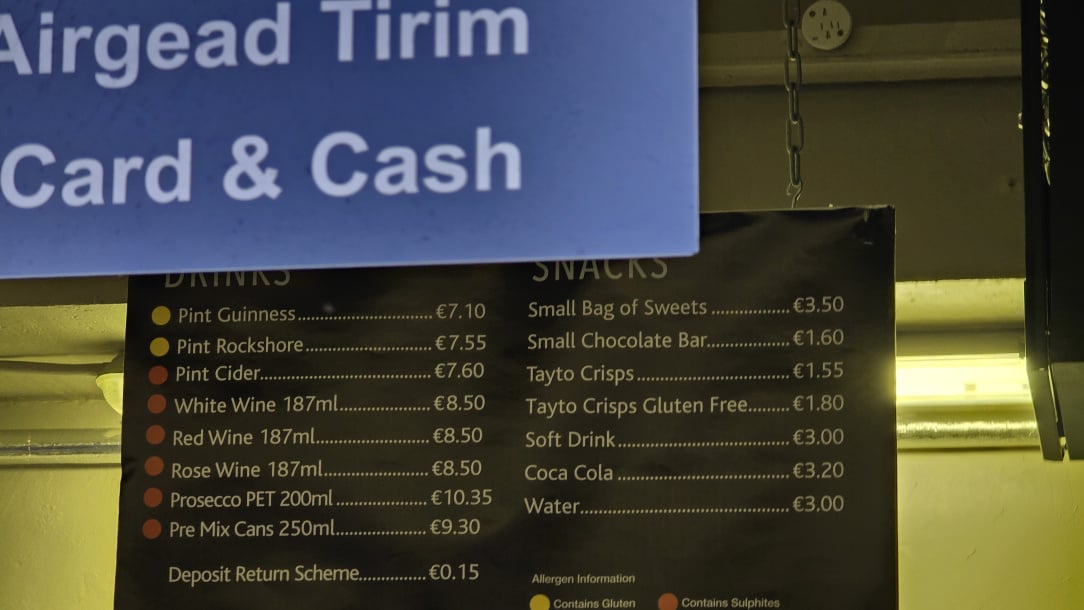 Airgead Tirim
Card & Cash
DRINKS
Pint Guinness................................€7.10
Pint Rockshore..............................€7.55
Pint Cider.........................................€7.60
White Wine 187ml......................€8.50
Red Wine 187ml...........................€8.50
Rose Wine 187ml.........................€8.50
Prosecco PET 200ml......................€10.35
Pre Mix Cans 250ml......................€9.30
Deposit Return Scheme...............€0.15
SNACKS
Small Bag of Sweets..................€3.50
Small Chocolate Bar...................€1.60
Tayto Crisps.....................................€1.55
Tayto Crisps Gluten Free.........€1.80
Soft Drink........................................€3.00
Coca Cola........................................€3.20
Water.................................................€3.00
Allergen Information
Contains Gluten Contains Sulphites